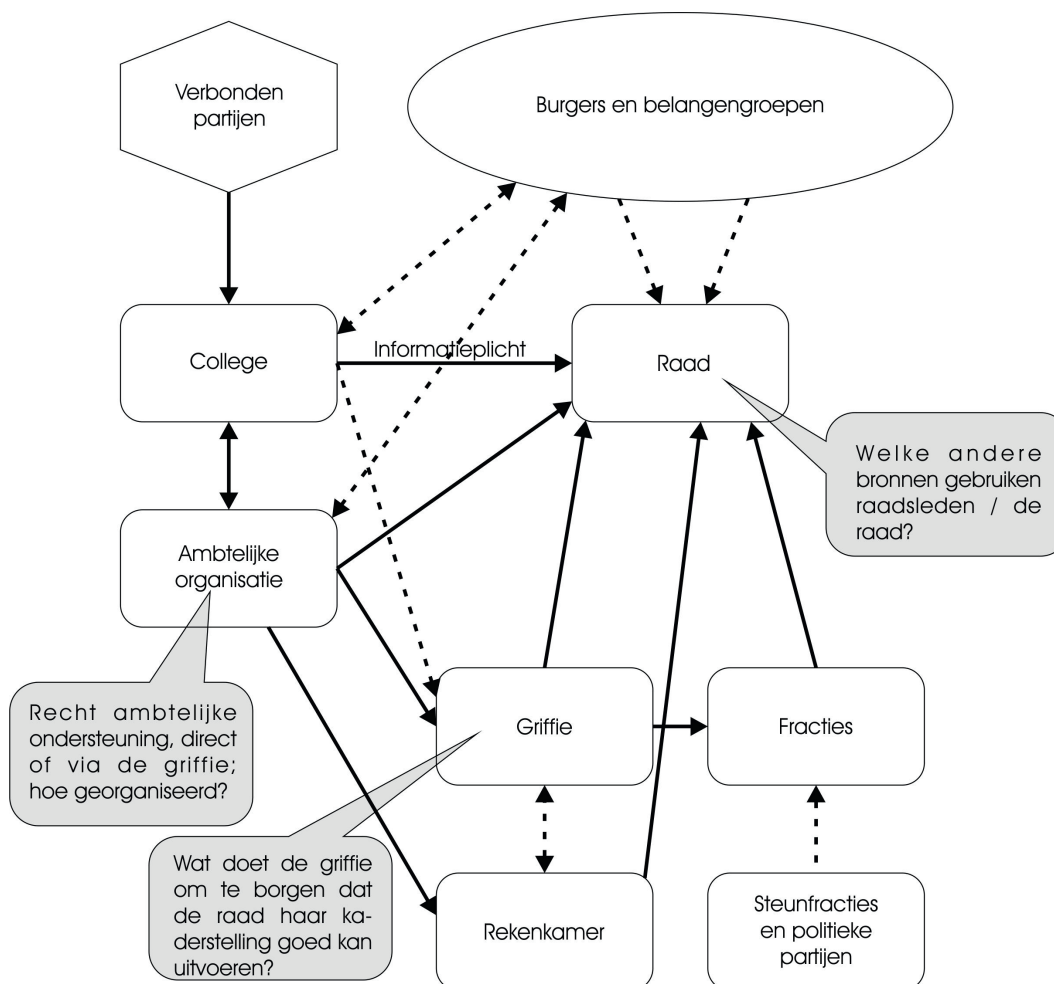 Verbonden
partijen
Burgers en belangengroepen
College
Informatieplicht
Raad
Welke andere
bronnen gebruiken
raadsleden / de
raad?
Ambtelijke
organisatie
Recht ambtelijke
ondersteuning, direct
of via de griffie;
hoe georganiseerd?
Griffie
Fracties
Wat doet de griffie
om te borgen dat
de raad haar ka-
derstelling goed kan
uitvoeren?
Rekenkamer
Steunfracties
en politieke
partijen